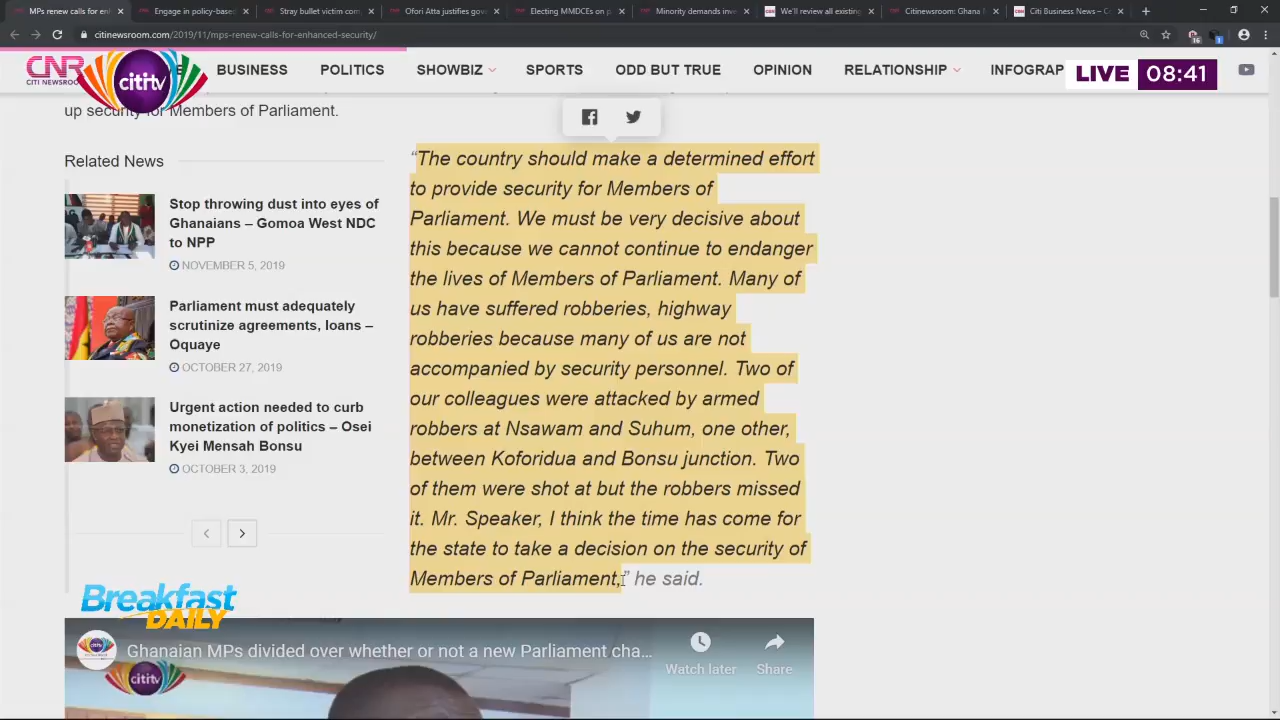 MPs renew calls for enh
Agenda in policy-base
Stray bullet victim com
Ofori Atta justifies gov
Electing MMDCEs on p
Minority demands inv
We'll review all existing
Citinewsroom: Ghana
Citi Business News – C
citinewsroom.com/2019/11/mps-renew-calls-for-enhanced-security/
CNR
CITI NEWSROO
cititv
BUSINESS
POLITICS
SHOWBIZ
SPORTS
ODD BUT TRUE
OPINION
RELATIONSHIP
INFOGRAP
LIVE 08:41
up security for Members of Parliament.
Related News
Stop throwing dust into eyes of
Ghanaians – Gomoa West NDC
to NPP
NOVEMBER 5, 2019
Parliament must adequately
scrutinize agreements, loans –
Oquaye
OCTOBER 27, 2019
Urgent action needed to curb
monetization of politics – Osei
Kyei Mensah Bonsu
OCTOBER 3, 2019
“The country should make a determined effort
to provide security for Members of
Parliament. We must be very decisive about
this because we cannot continue to endanger
the lives of Members of Parliament. Many of
us have suffered robberies, highway
robberies because many of us are not
accompanied by security personnel. Two of
our colleagues were attacked by armed
robbers at Nsawam and Suhum, one other,
between Koforidua and Bonsu junction. Two
of them were shot at but the robbers missed
it. Mr. Speaker, I think the time has come for
the state to take a decision on the security of
Members of Parliament,” he said.
Breakfast
DAILY
cititv
Ghanaian MPs divided over whether or not a new Parliament cha...
Watch later
Share
cititv